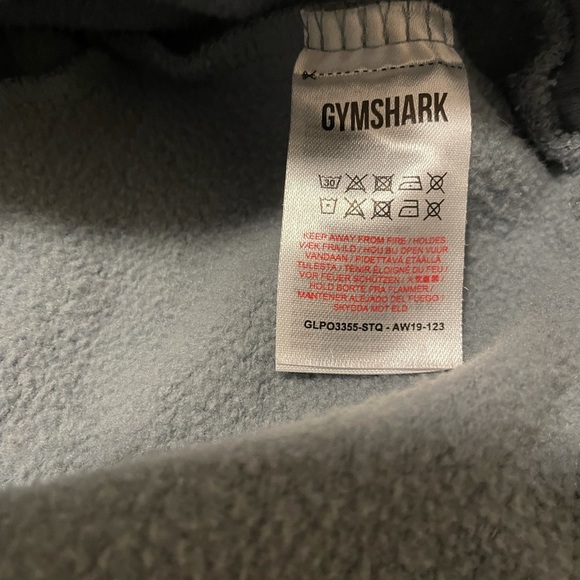 GYMSHARK
30
KEEP AWAY FROM FIRE / HOLDES
VÆK FRA ILD / HOU BIJ OPEN VUUR
VANDAAN / PIDETTÄVÄ ETÄÄLLÄ
TULESTA / TENIR ÉLOIGNÉ DU FEU /
VOR FEUER SCHÜTZEN /
HOLD BORTE FRA FLAMMER /
MANTENER ALEJADO DEL FUEGO /
SKYDDA MOT ELD
GLPO3355-STQ - AW19-123